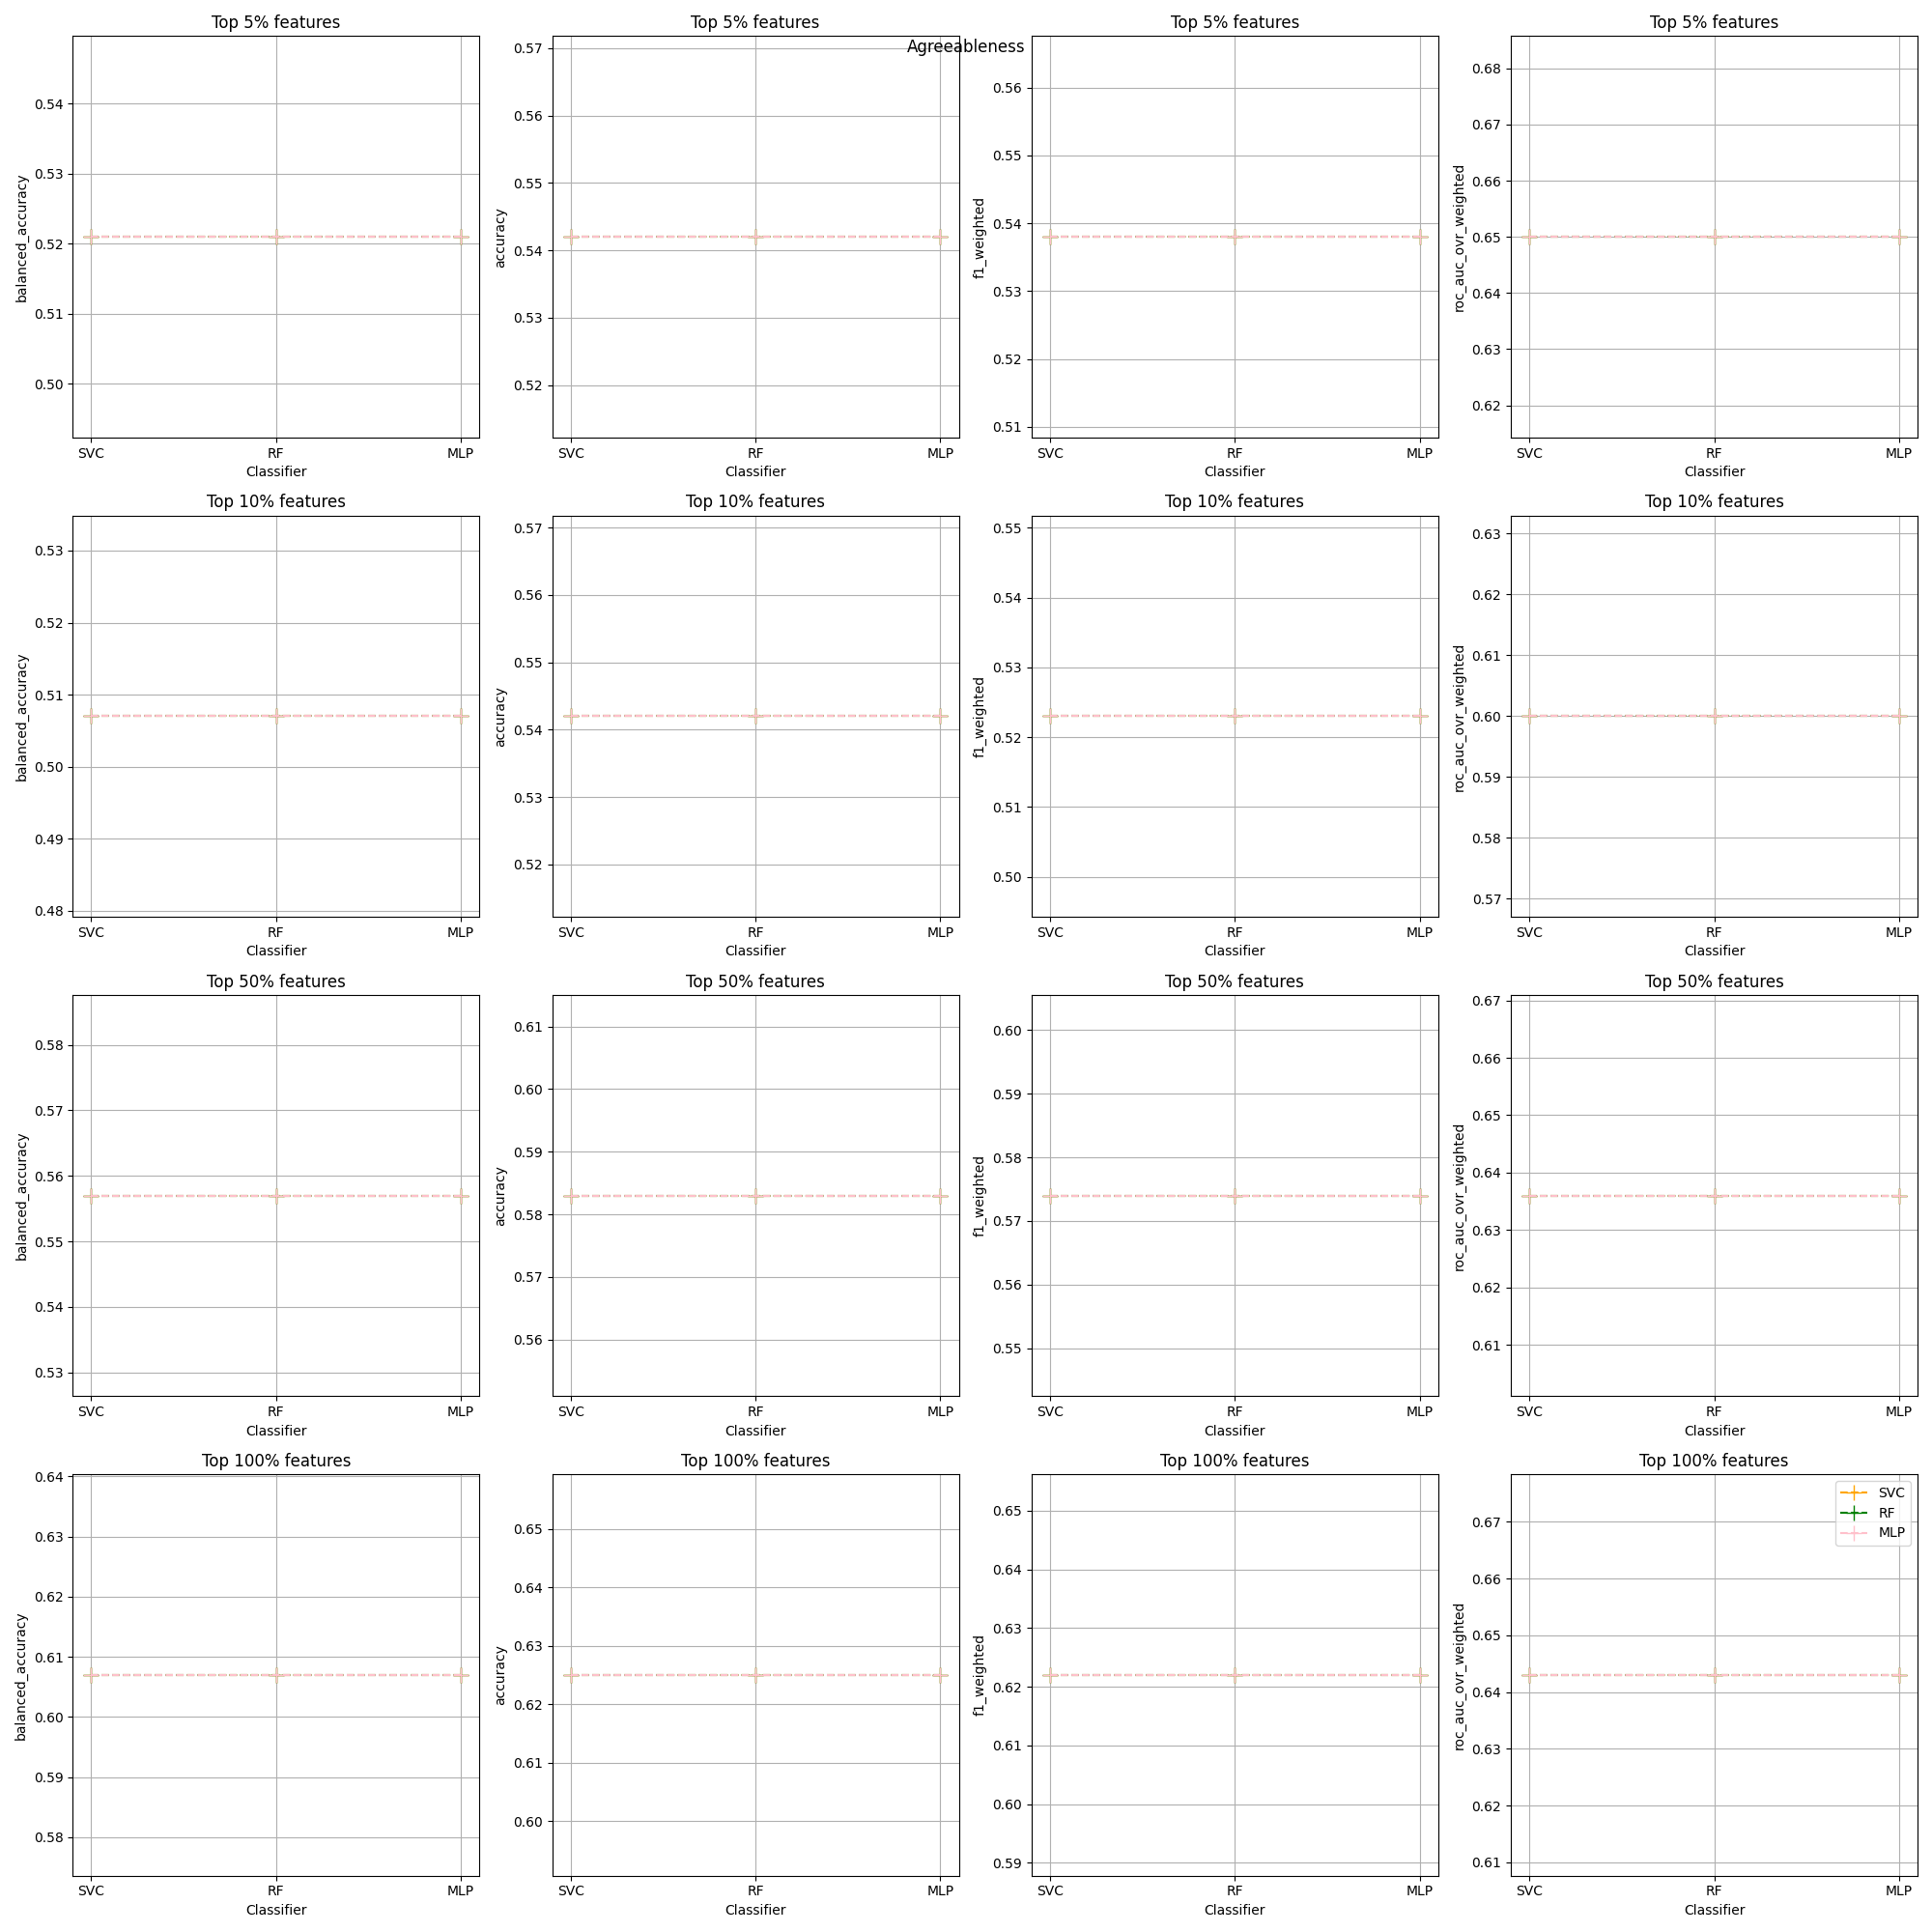 Agreeableness
Top 5% features
0.54
0.53
0.52
0.51
0.50
balanced_accuracy
SVC RF MLP
Classifier
Top 5% features
0.57
0.56
0.55
0.54
0.53
0.52
accuracy
SVC RF MLP
Classifier
Top 5% features
0.56
0.55
0.54
0.53
0.52
0.51
f1_weighted
SVC RF MLP
Classifier
Top 5% features
0.68
0.67
0.66
0.65
0.64
0.63
0.62
roc_auc_ovr_weighted
SVC RF MLP
Classifier
Top 10% features
0.53
0.52
0.51
0.50
0.49
0.48
balanced_accuracy
SVC RF MLP
Classifier
Top 10% features
0.57
0.56
0.55
0.54
0.53
0.52
accuracy
SVC RF MLP
Classifier
Top 10% features
0.55
0.54
0.53
0.52
0.51
0.50
f1_weighted
SVC RF MLP
Classifier
Top 10% features
0.63
0.62
0.61
0.60
0.59
0.58
0.57
roc_auc_ovr_weighted
SVC RF MLP
Classifier
Top 50% features
0.58
0.57
0.56
0.55
0.54
0.53
balanced_accuracy
SVC RF MLP
Classifier
Top 50% features
0.61
0.60
0.59
0.58
0.57
0.56
accuracy
SVC RF MLP
Classifier
Top 50% features
0.60
0.59
0.58
0.57
0.56
0.55
f1_weighted
SVC RF MLP
Classifier
Top 50% features
0.67
0.66
0.65
0.64
0.63
0.62
0.61
roc_auc_ovr_weighted
SVC RF MLP
Classifier
Top 100% features
0.64
0.63
0.62
0.61
0.60
0.59
0.58
balanced_accuracy
SVC RF MLP
Classifier
Top 100% features
0.65
0.64
0.63
0.62
0.61
0.60
accuracy
SVC RF MLP
Classifier
Top 100% features
0.65
0.64
0.63
0.62
0.61
0.60
0.59
f1_weighted
SVC RF MLP
Classifier
Top 100% features
SVC
RF
MLP
0.67
0.66
0.65
0.64
0.63
0.62
0.61
roc_auc_ovr_weighted
SVC RF MLP
Classifier